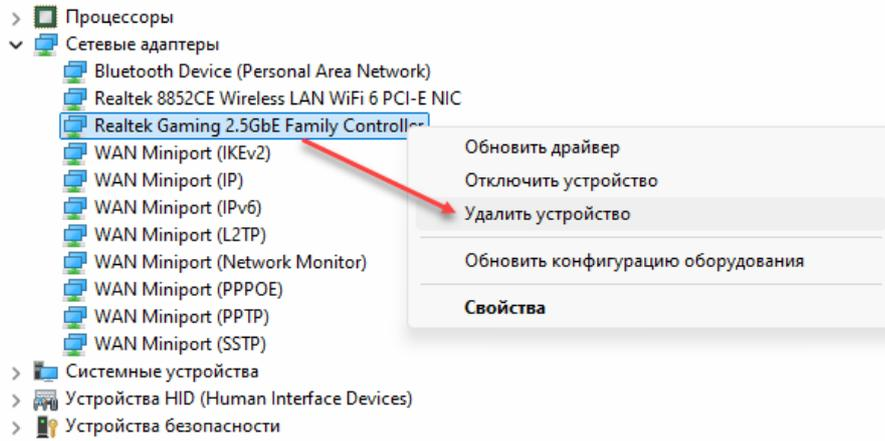 Процессоры
Сетевые адаптеры
Bluetooth Device (Personal Area Network)
Realtek 8852CE Wireless LAN WiFi 6 PCI-E NIC
Realtek Gaming 2.5GbE Family Controller
WAN Miniport (IKEv2)
WAN Miniport (IP)
WAN Miniport (IPv6)
WAN Miniport (L2TP)
WAN Miniport (Network Monitor)
WAN Miniport (PPPOE)
WAN Miniport (PPTP)
WAN Miniport (SSTP)
Системные устройства
Устройства HID (Human Interface Devices)
Устройства безопасности
Обновить драйвер
Отключить устройство
Удалить устройство
Обновить конфигурацию оборудования
Свойства